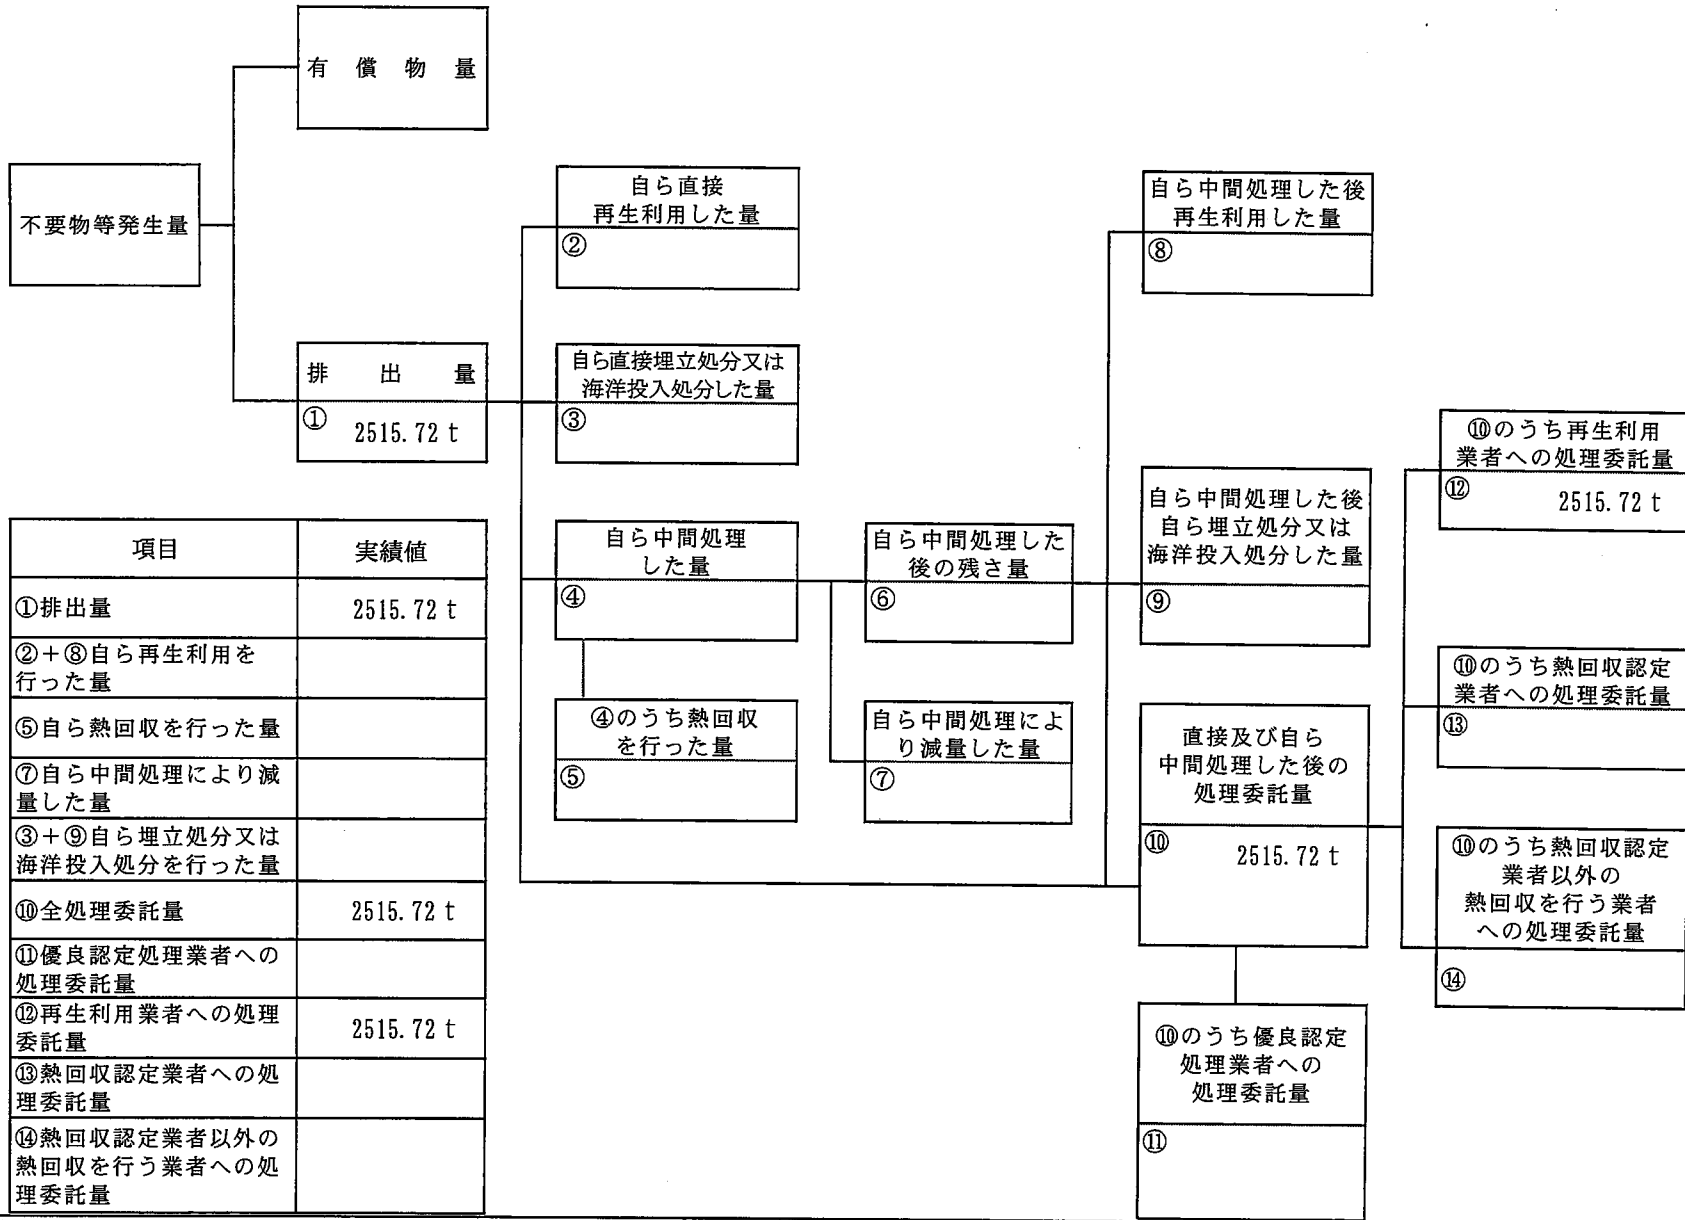 有償物量
不要物等発生量
排出量
① 2515.72 t
自ら直接
再生利用した量
②
自ら直接埋立処分又は
海洋投入処分した量
③
自ら中間処理
した量
④
④のうち熱回収
を行った量
⑤
自ら中間処理した
後の残さ量
⑥
自ら中間処理によ
り減量した量
⑦
自ら中間処理した後
再生利用した量
⑧
自ら中間処理した後
自ら埋立処分又は
海洋投入処分した量
⑨
直接及び自ら
中間処理した後の
処理委託量
⑩ 2515.72 t
⑩のうち優良認定
処理業者への
処理委託量
⑪
⑩のうち再生利用
業者への処理委託量
⑫ 2515.72 t
⑩のうち熱回収認定
業者への処理委託量
⑬
⑩のうち熱回収認定
業者以外の
熱回収を行う業者
への処理委託量
⑭
項目 実績値
①排出量 2515.72 t
②+⑧自ら再生利用を
行った量
⑤自ら熱回収を行った量
⑦自ら中間処理により減
量した量
③+⑨自ら埋立処分又は
海洋投入処分を行った量
⑩全処理委託量 2515.72 t
⑪優良認定処理業者への
処理委託量
⑫再生利用業者への処理
委託量 2515.72 t
⑬熱回収認定業者への処
理委託量
⑭熱回収認定業者以外の
熱回収を行う業者への処
理委託量